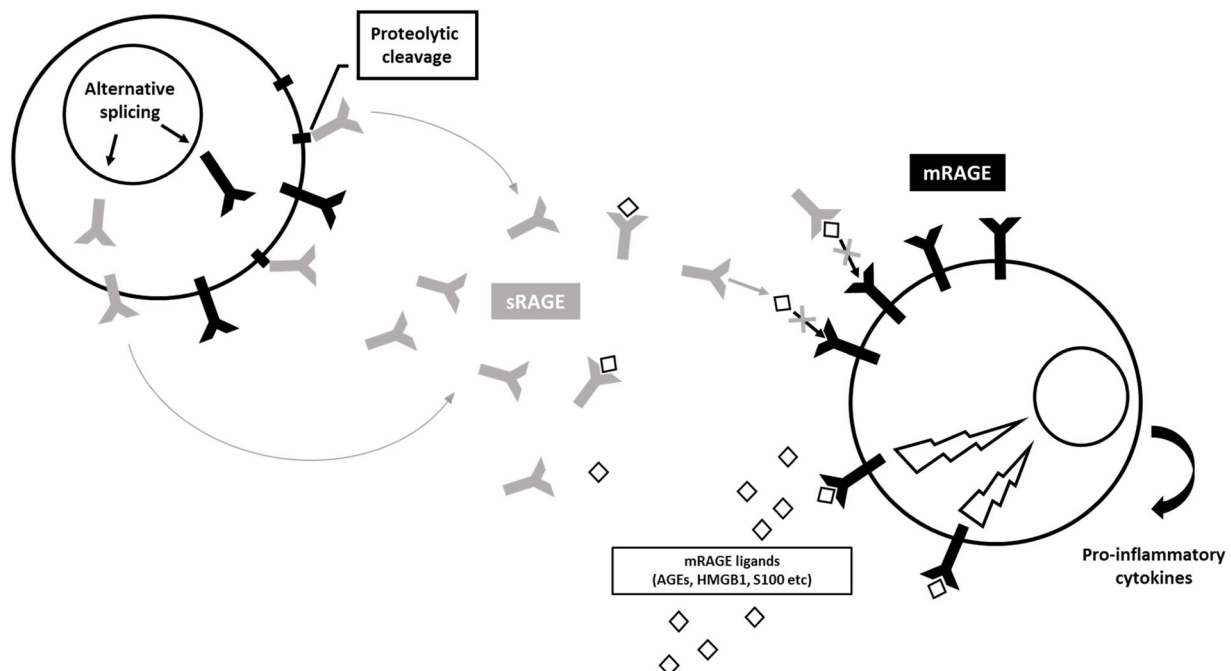 Proteolytic
cleavage
Alternative
splicing
mRAGE
sRAGE
mRAGE ligands
(AGEs, HMGB1, S100 etc)
Pro-inflammatory
cytokines